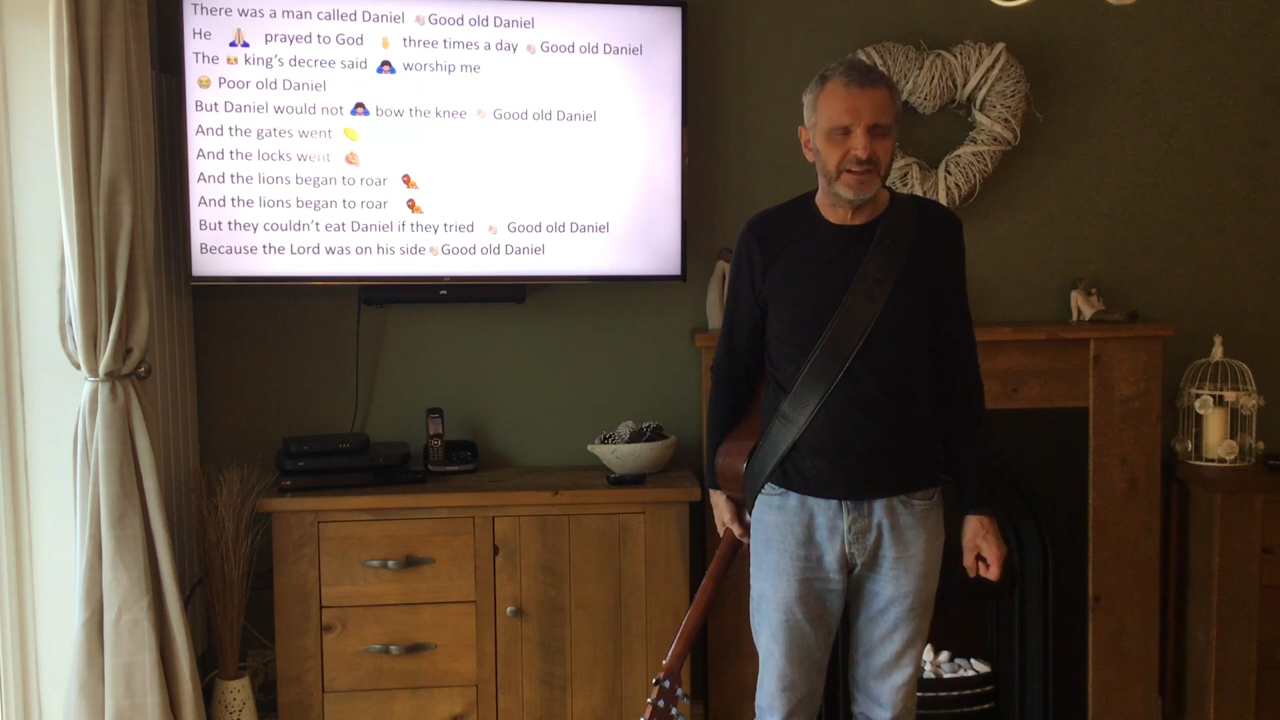 There was a man called Daniel 👏Good old Daniel
He 🙏 prayed to God 🤚 three times a day 👏Good old Daniel
The 👑 king's decree said 🙇 worship me
😭 Poor old Daniel
But Daniel would not 🙇 bow the knee 👏 Good old Daniel
And the gates went
And the locks went
And the lions began to roar 🦁
And the lions began to roar 🦁
But they couldn't eat Daniel if they tried 👏 Good old Daniel
Because the Lord was on his side👏Good old Daniel